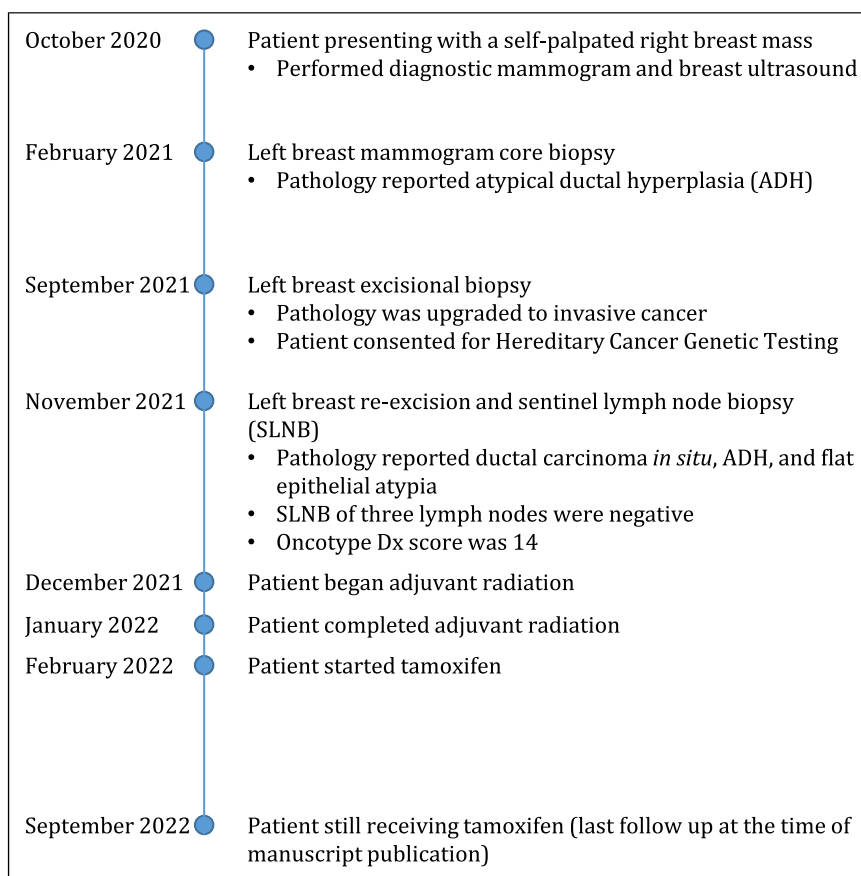 October 2020 Patient presenting with a self-palpated right breast mass
• Performed diagnostic mammogram and breast ultrasound
February 2021 Left breast mammogram core biopsy
• Pathology reported atypical ductal hyperplasia (ADH)
September 2021 Left breast excisional biopsy
• Pathology was upgraded to invasive cancer
• Patient consented for Hereditary Cancer Genetic Testing
November 2021 Left breast re-excision and sentinel lymph node biopsy
(SLNB)
• Pathology reported ductal carcinoma in situ, ADH, and flat
epithelial atypia
• SLNB of three lymph nodes were negative
• Oncotype Dx score was 14
December 2021 Patient began adjuvant radiation
January 2022 Patient completed adjuvant radiation
February 2022 Patient started tamoxifen
September 2022 Patient still receiving tamoxifen (last follow up at the time of
manuscript publication)